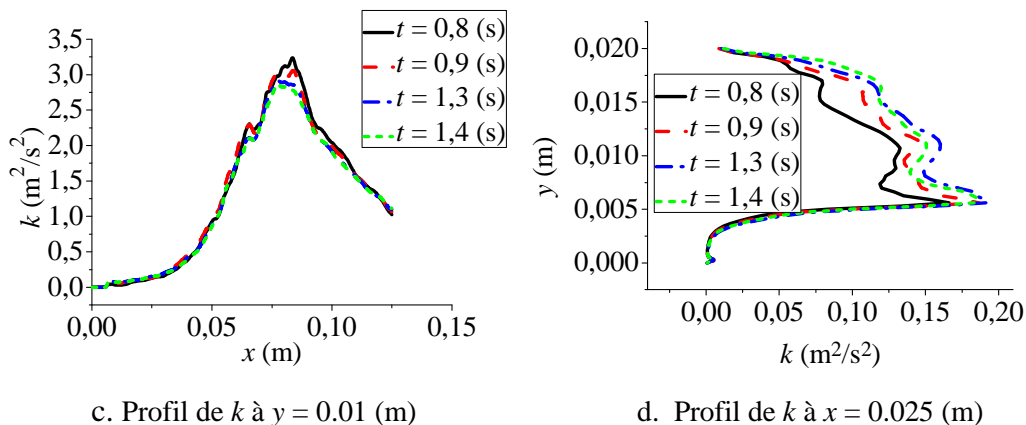 3,5
3,0
2,5
2,0
1,5
1,0
0,5
0,0
k (m²/s²)
0,00
0,05
0,10
0,15
x (m)
t = 0,8 (s)
t = 0,9 (s)
t = 1,3 (s)
t = 1,4 (s)
0,020
0,015
0,010
0,005
0,000
y (m)
t = 0,8 (s)
t = 0,9 (s)
t = 1,3 (s)
t = 1,4 (s)
0,00
0,05
0,10
0,15
0,20
k (m²/s²)
c. Profil de k à y = 0.01 (m)
d. Profil de k à x = 0.025 (m)